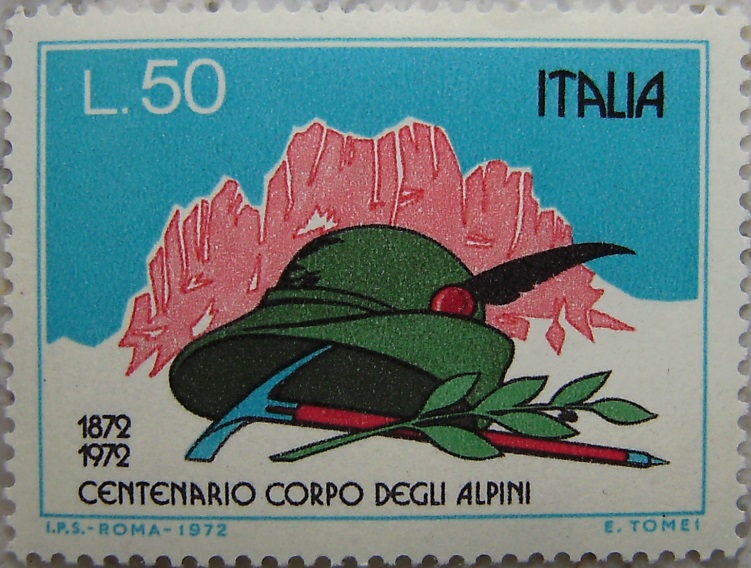 L.50
ITALIA
1872
1972
CENTENARIO CORPO DEGLI ALPINI
I.P.S.-ROMA-1972
E. TOMEI